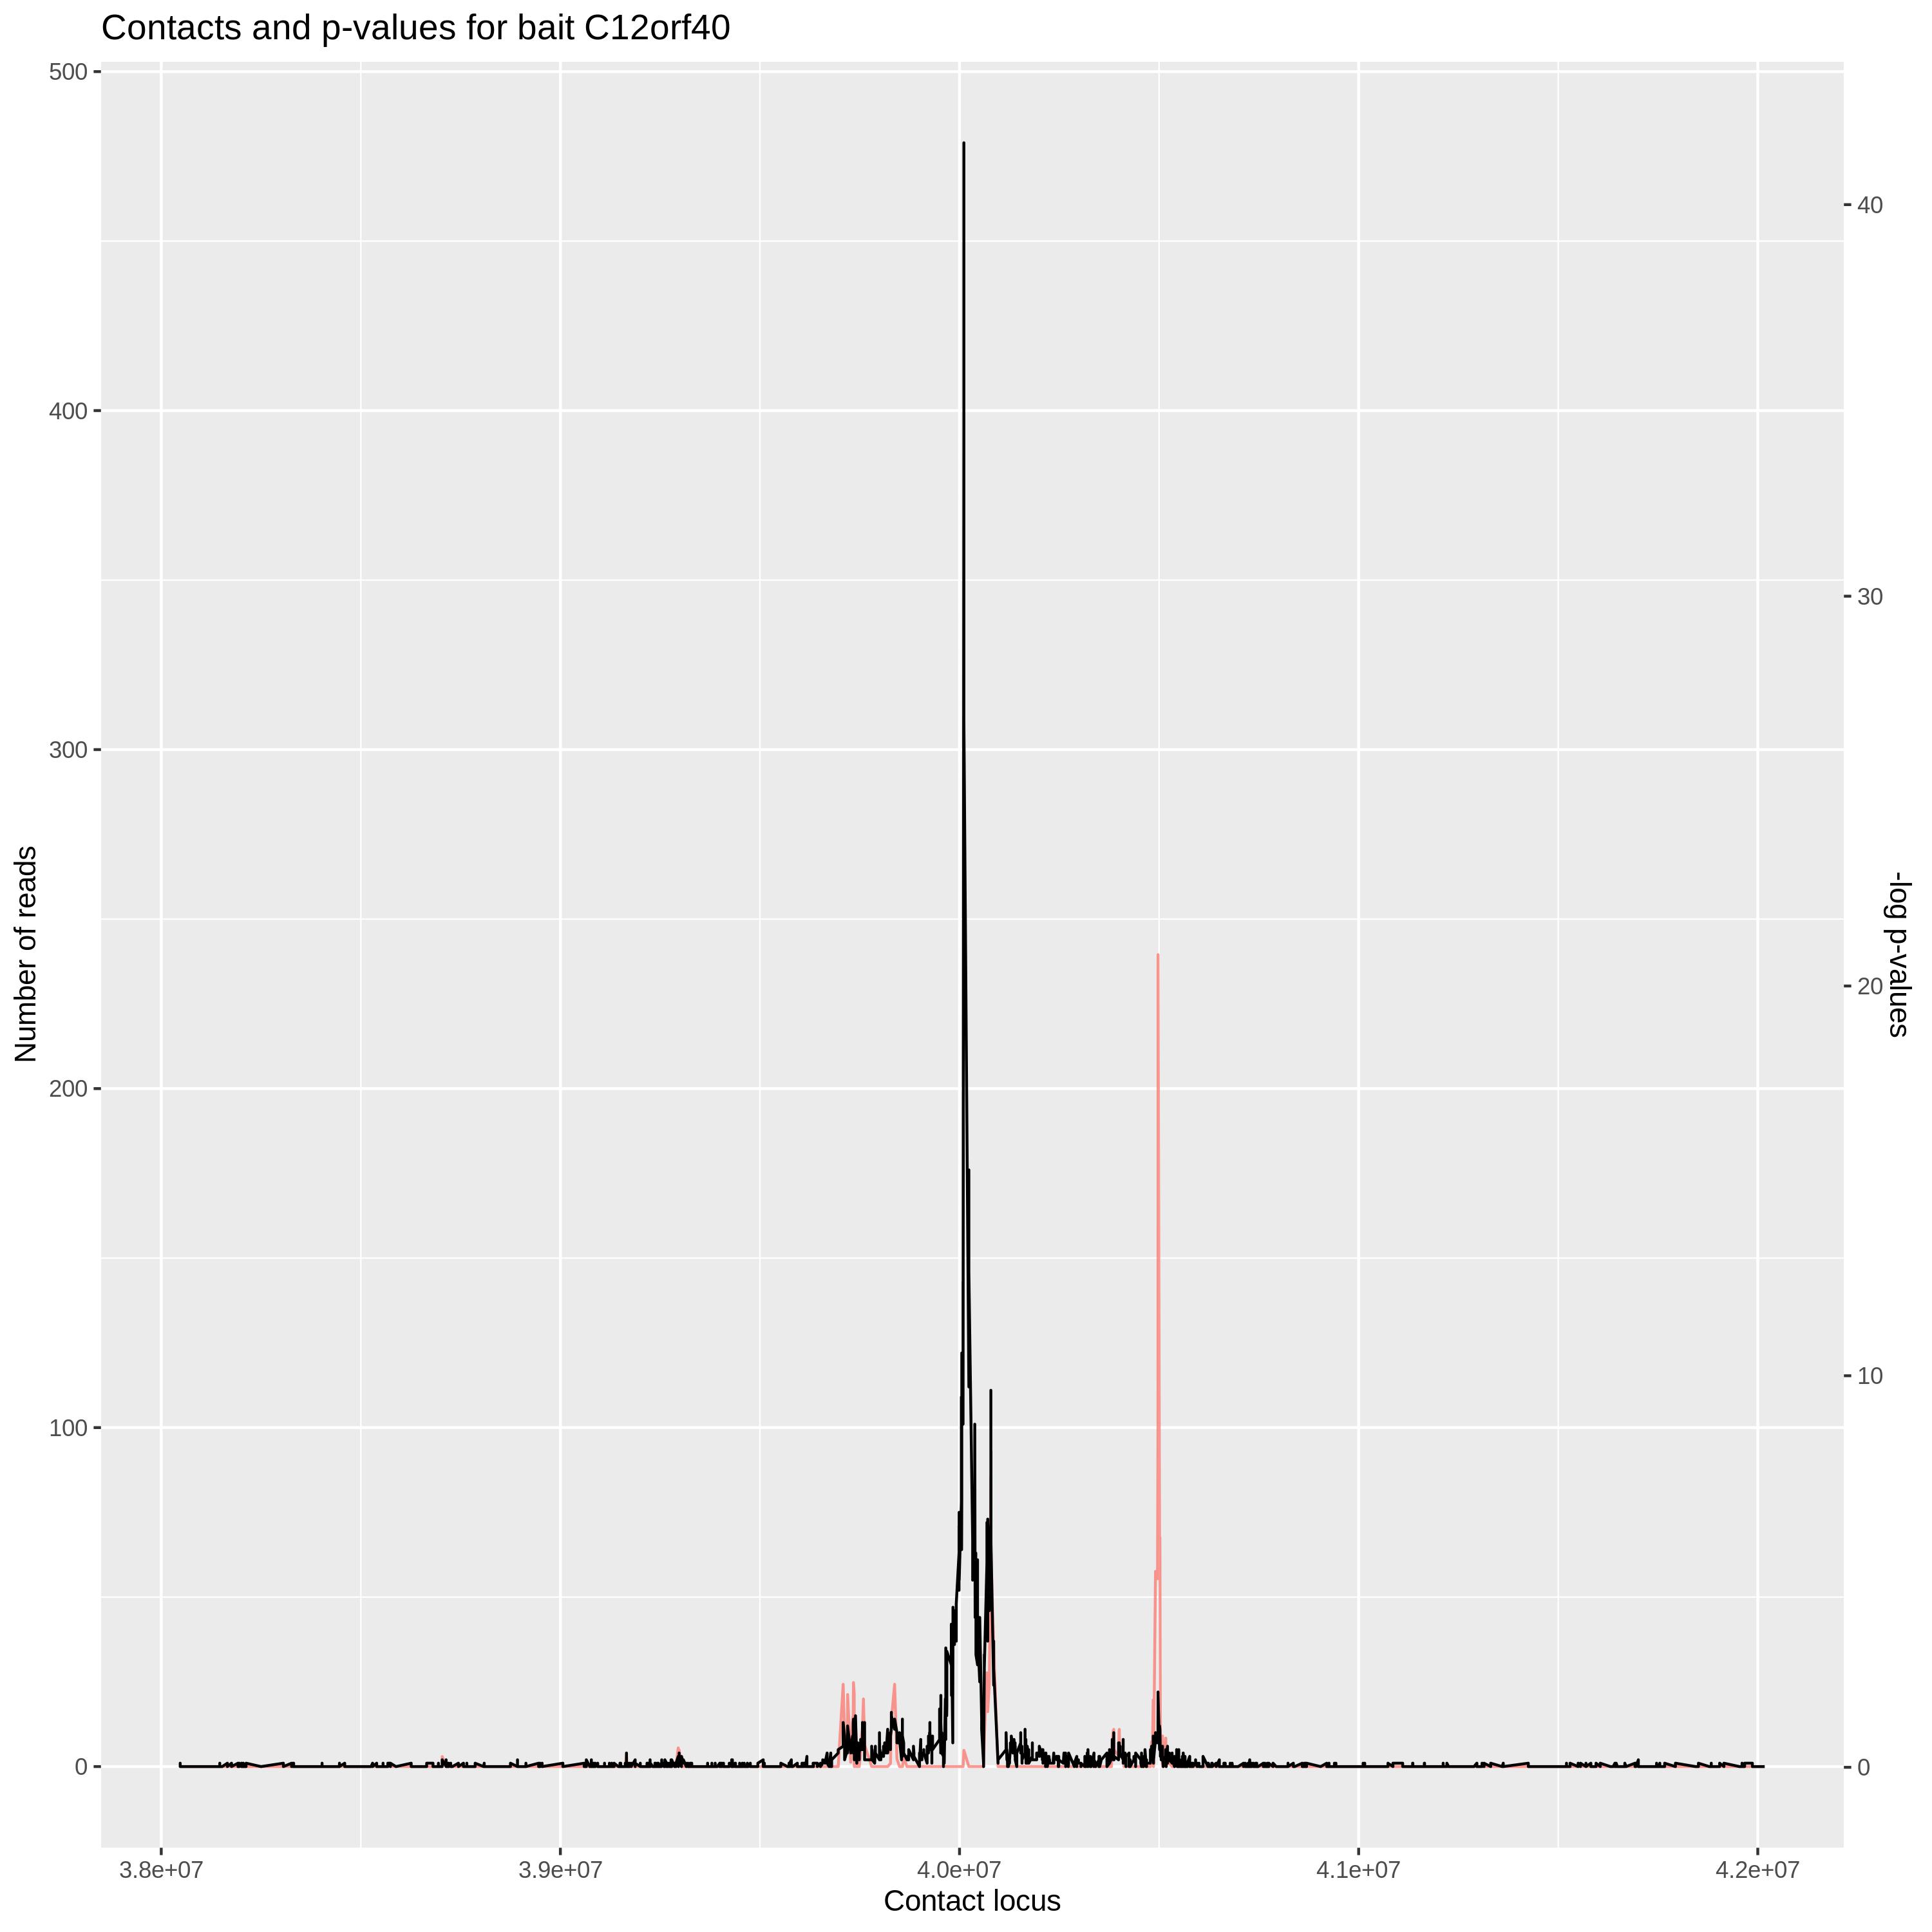 Contacts and p-values for bait C12orf40
500
400
300
200
100
0
Number of reads
40
30
20
10
0
-log p-values
3.8e+07
3.9e+07
4.0e+07
4.1e+07
4.2e+07
Contact locus